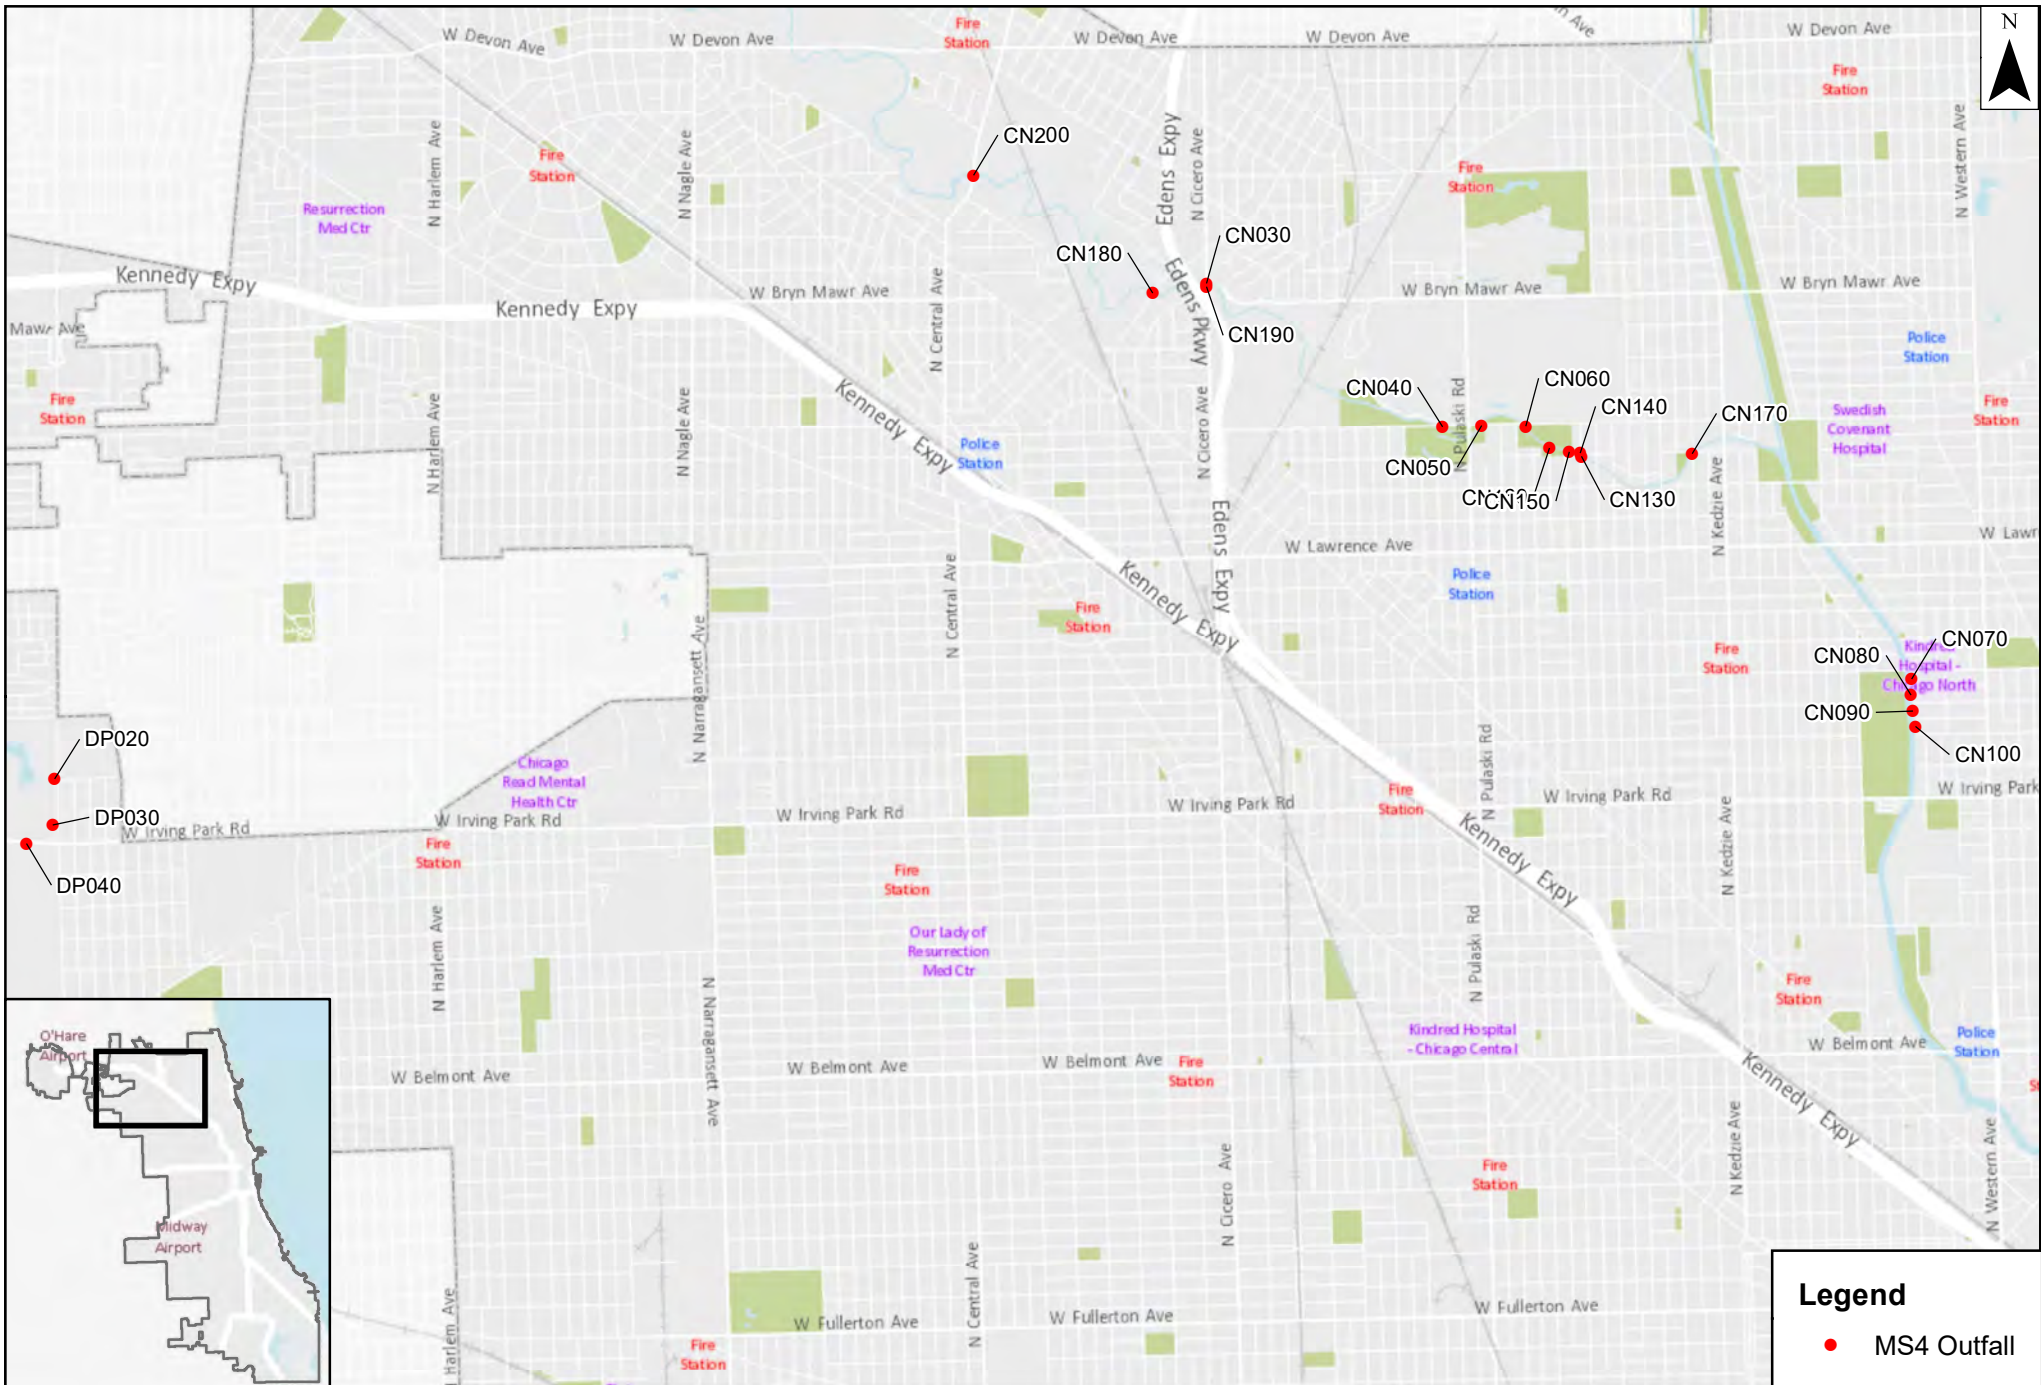 N
W Devon Ave
W Devon Ave
Fire
Station
W Devon Ave
W Devon Ave
Ave
W Devon Ave
Fire
Station
N Harlem Ave
Fire
Station
N Nagle Ave
CN200
Edens Expy
N Cicero Ave
Fire
Station
N Western Ave
Resurrection
Med Ctr
CN180
CN030
Kennedy Expy
Kennedy Expy
W Bryn Mawr Ave
N Central Ave
Edens Pkwy
CN190
W Bryn Mawr Ave
W Bryn Mawr Ave
Mawr Ave
Police
Station
Fire
Station
N Harlem Ave
N Nagle Ave
Kennedy Expy
Police
Station
N Cicero Ave
CN040
N Pulaski Rd
CN060
CN140
CN170
CN050
CN150
CN130
N Kedzie Ave
Swedish
Covenant
Hospital
Fire
Station
Edens Expy
W Lawrence Ave
W Lawr
N Central Ave
Kennedy Expy
Police
Station
Fire
Station
N Narragansett Ave
Fire
Station
CN070
CN080
Kindred
Hospital -
Chicago North
CN090
CN100
DP020
DP030
DP040
W Irving Park Rd
Chicago
Read Mental
Health Ctr
W Irving Park Rd
Fire
Station
W Irving Park Rd
W Irving Park Rd
Fire
Station
N Pulaski Rd
W Irving Park Rd
W Irving Park
Kennedy Expy
N Kedzie Ave
Fire
Station
N Harlem Ave
Our Lady of
Resurrection
Med Ctr
N Pulaski Rd
Fire
Station
N Narragansett Ave
Kindred Hospital
- Chicago Central
W Belmont Ave
W Belmont Ave
W Belmont Ave
Fire
Station
W Belmont Ave
Police
Station
Kennedy Expy
O'Hare
Airport
Midway
Airport
N Cicero Ave
Fire
Station
N Kedzie Ave
N Western Ave
Harlem Ave
Fire
Station
W Fullerton Ave
N Central Ave
W Fullerton Ave
W Fullerton Ave
Legend
MS4 Outfall